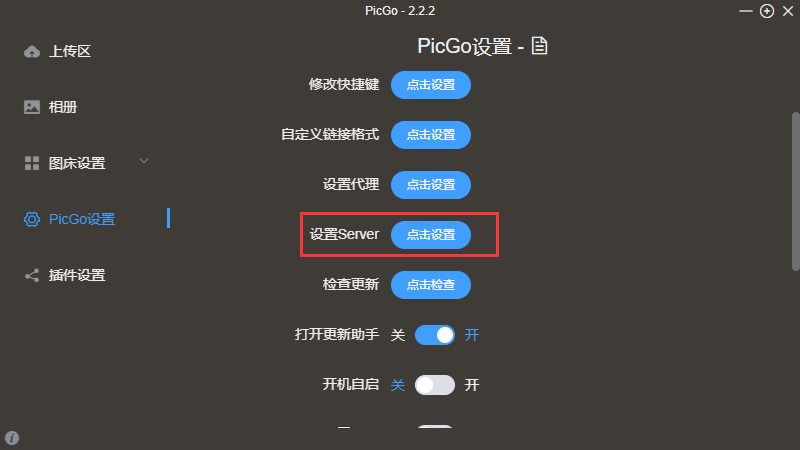 PicGo - 2.2.2
上传区
相册
图床设置
PicGo设置
插件设置
PicGo设置 -
修改快捷键 点击设置
自定义链接格式 点击设置
设置代理 点击设置
设置Server 点击设置
检查更新 点击检查
打开更新助手 关 开
开机自启 关 开